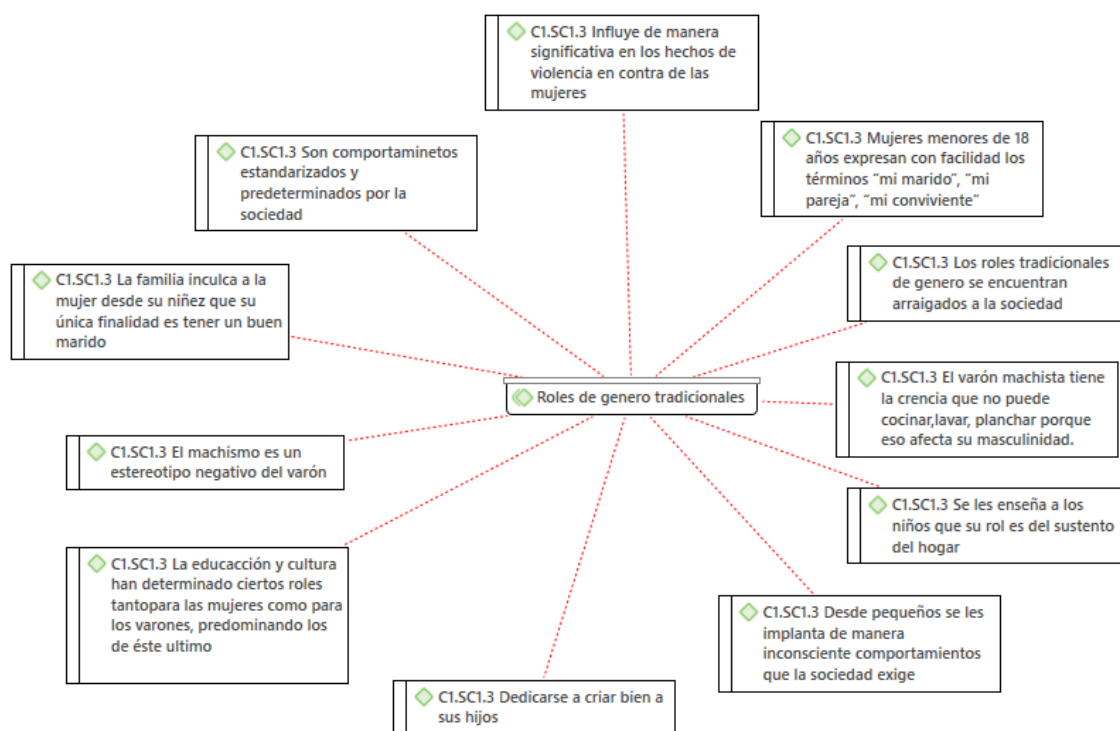 C1.SC1.3 Influye de manera
significativa en los hechos de
violencia en contra de las
mujeres
C1.SC1.3 Mujeres menores de 18
años expresan con facilidad los
términos “mi marido”, “mi
pareja”, “mi conviviente”
C1.SC1.3 Son comportaminetos
estandarizados y
predeterminados por la
sociedad
C1.SC1.3 Los roles tradicionales
de genero se encuentran
arraigados a la sociedad
C1.SC1.3 La familia inculca a la
mujer desde su niñez que su
única finalidad es tener un buen
marido
C1.SC1.3 El varón machista tiene
la crencia que no puede
cocinar,lavar, planchar porque
eso afecta su masculinidad.
Roles de genero tradicionales
C1.SC1.3 El machismo es un
estereotipo negativo del varón
C1.SC1.3 Se les enseña a los
niños que su rol es del sustento
del hogar
C1.SC1.3 La educacción y cultura
han determinado ciertos roles
tantopara las mujeres como para
los varones, predominando los
de éste ultimo
C1.SC1.3 Desde pequeños se les
implanta de manera
inconsciente comportamientos
que la sociedad exige
C1.SC1.3 Dedicarse a criar bien a
sus hijos